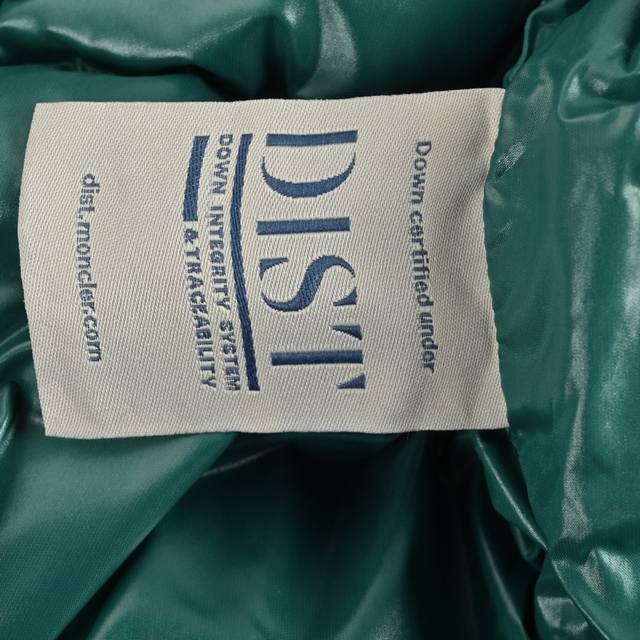 Down certified under
DIST
DOWN INTEGRITY SYSTEM
& TRACEABILITY
dist.moncler.com